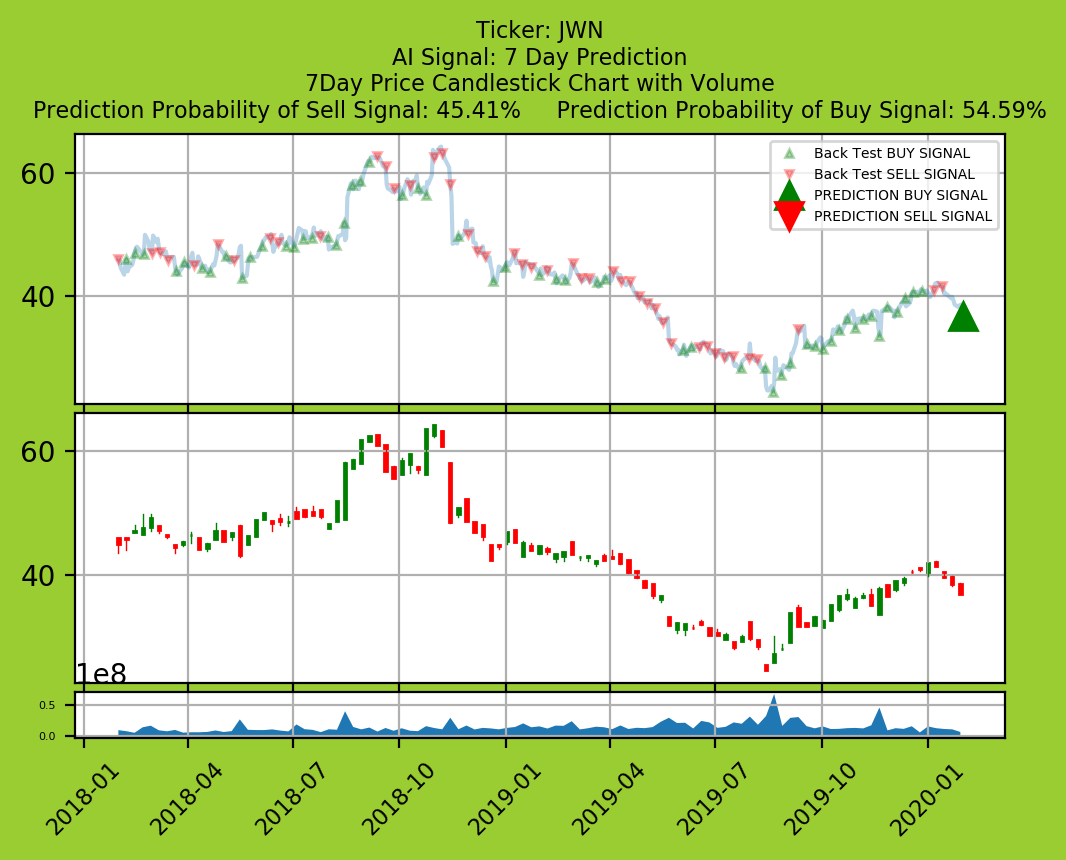 Ticker: JWN
AI Signal: 7 Day Prediction
7Day Price Candlestick Chart with Volume
Prediction Probability of Sell Signal: 45.41% Prediction Probability of Buy Signal: 54.59%
Back Test BUY SIGNAL
Back Test SELL SIGNAL
PREDICTION BUY SIGNAL
PREDICTION SELL SIGNAL
60
40
60
40
1e8
0.5
0.0
2018-01 2018-04 2018-07 2018-10 2019-01 2019-04 2019-07 2019-10 2020-01